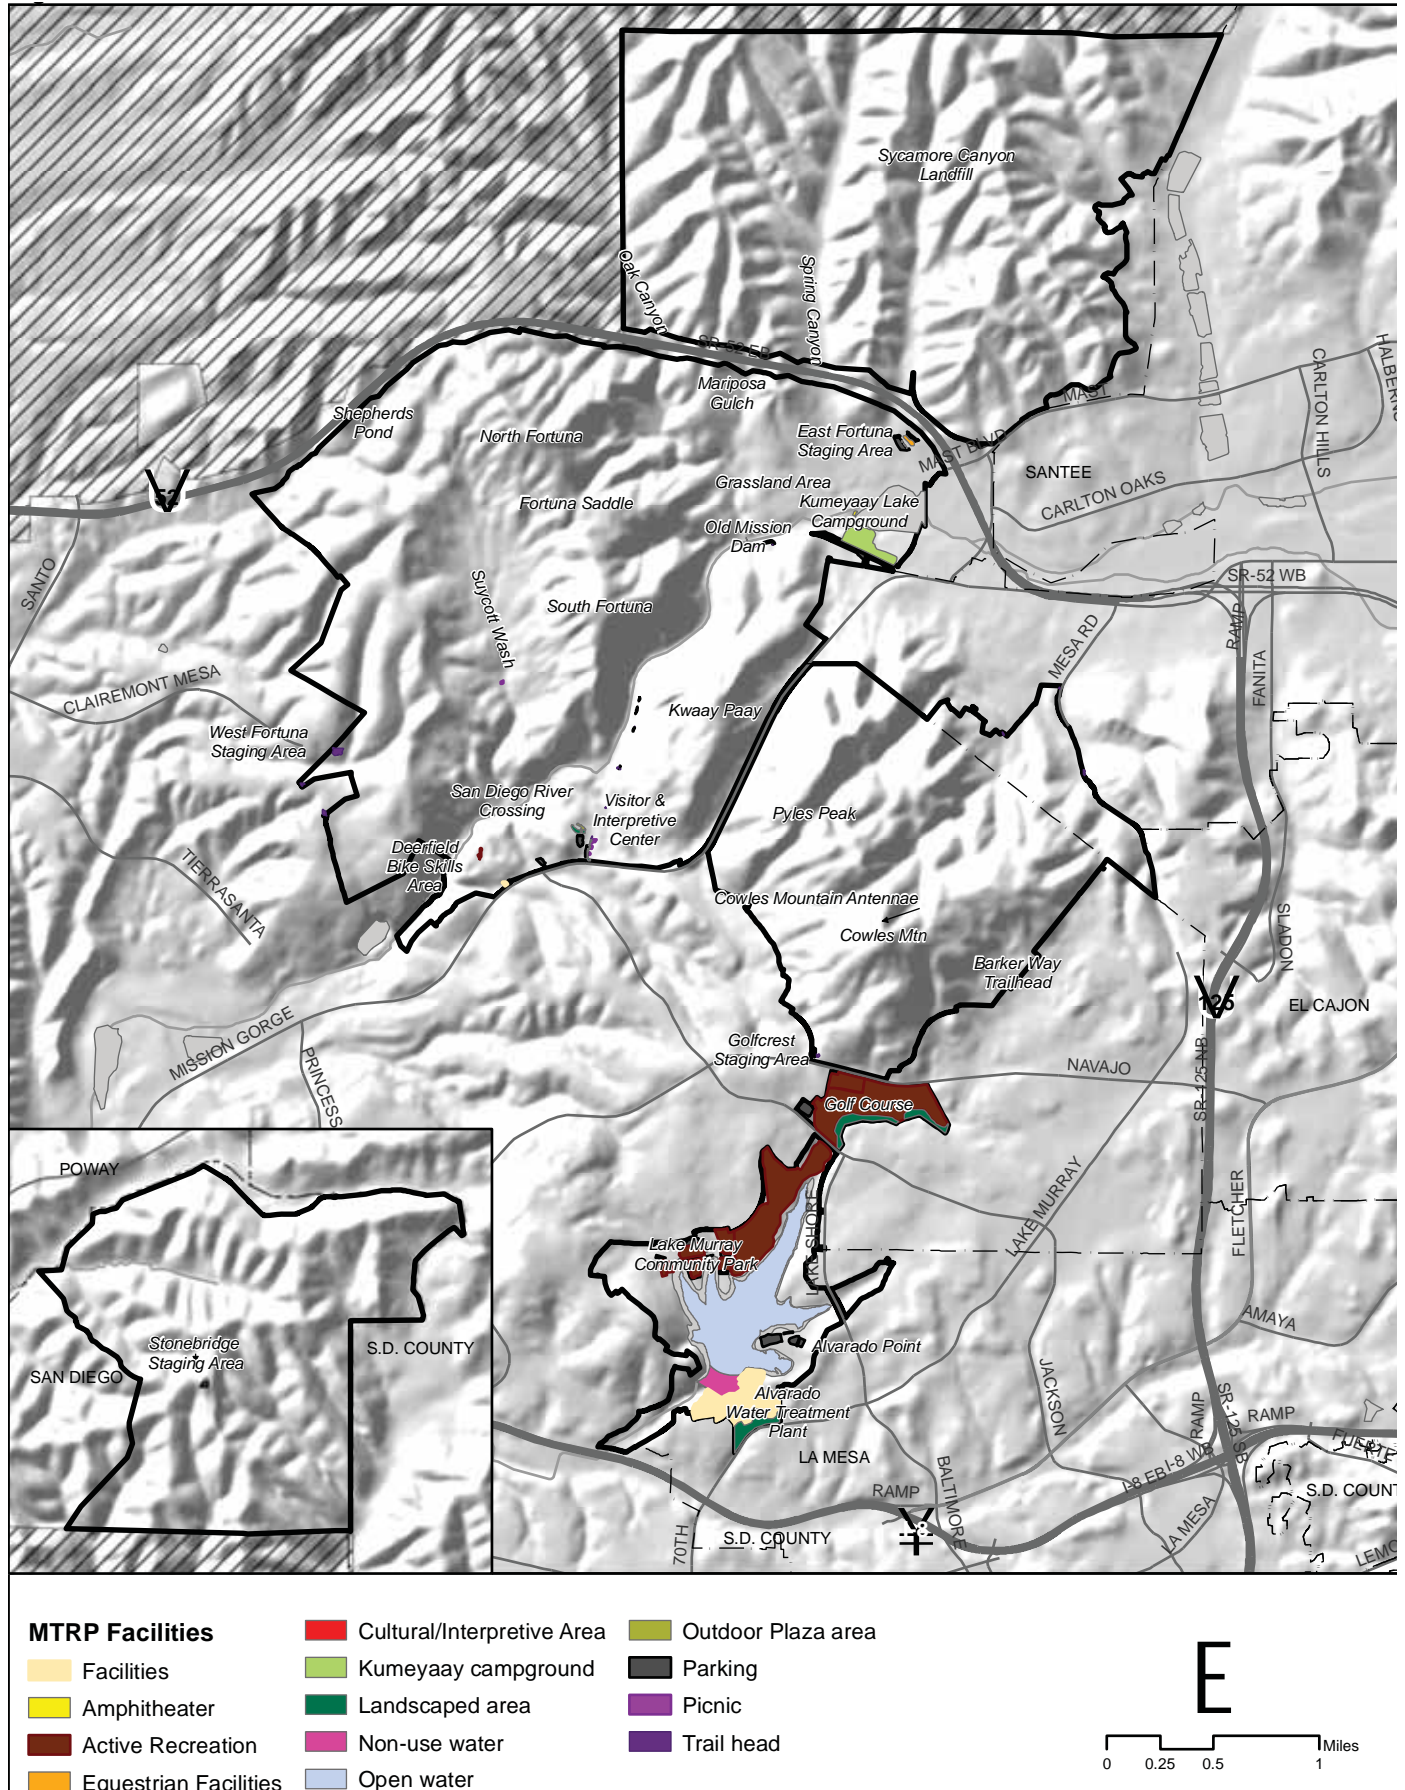 Sycamore Canyon
Landfill
Oak Canyon
Spring Canyon
SR-52 EB
Mariposa
Gulch
Shepherds
Pond
North Fortuna
East Fortuna
Staging Area
MAST
MAST BLVD
CARLTON HILLS
SANTEE
Grassland Area
CARLTON OAKS
52
Fortuna Saddle
Kumeyaay Lake
Campground
Old Mission
Dam
SANTO
SR-52 WB
Suycott Wash
South Fortuna
RAMP
MESA RD
FANITA
CLAIREMONT MESA
Kwaay Paay
West Fortuna
Staging Area
San Diego River
Crossing
Visitor &
Interpretive
Center
Pyles Peak
Deerfield
Bike Skills
Area
TIERRASANTA
Cowles Mountain Antennae
Cowles Mtn
SLADON
Barker Way
Trailhead
125
EL CAJON
MISSION GORGE
PRINCESS
Golfcrest
Staging Area
NAVAJO
SR-125 NB
Golf Course
POWAY
LAKE SHORE
LAKE MURRAY
FLETCHER
Lake Murray
Community Park
AMAYA
Stonebridge
Staging Area
S.D. COUNTY
SAN DIEGO
Alvarado Point
JACKSON
Alvarado
Water Treatment
Plant
RAMP
SR-125 SB
RAMP
LA MESA
BALTIMORE
I-8 WB
I-8 EB
RAMP
S.D. COUNT
8
S.D. COUNTY
70TH
LA MESA
LEMO
MTRP Facilities
Facilities
Amphitheater
Active Recreation
Equestrian Facilities
Cultural/Interpretive Area
Kumeyaay campground
Landscaped area
Non-use water
Open water
Outdoor Plaza area
Parking
Picnic
Trail head
E
Miles
0 0.25 0.5 1